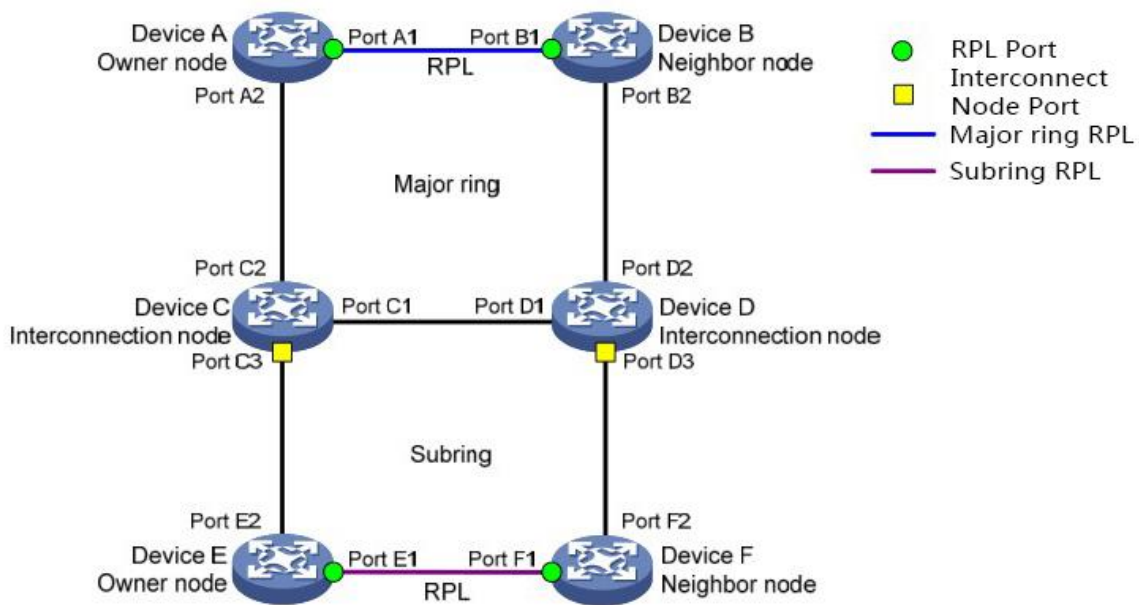 Device A
Owner node
Port A1
Port B1
RPL
Device B
Neighbor node
Port A2
Port B2
RPL Port
Interconnect
Node Port
Major ring RPL
Subring RPL
Major ring
Port C2
Port D2
Device C
Interconnection node
Port C1
Port D1
Device D
Interconnection node
Port C3
Port D3
Subring
Port E2
Port F2
Device E
Owner node
Port E1
Port F1
RPL
Device F
Neighbor node